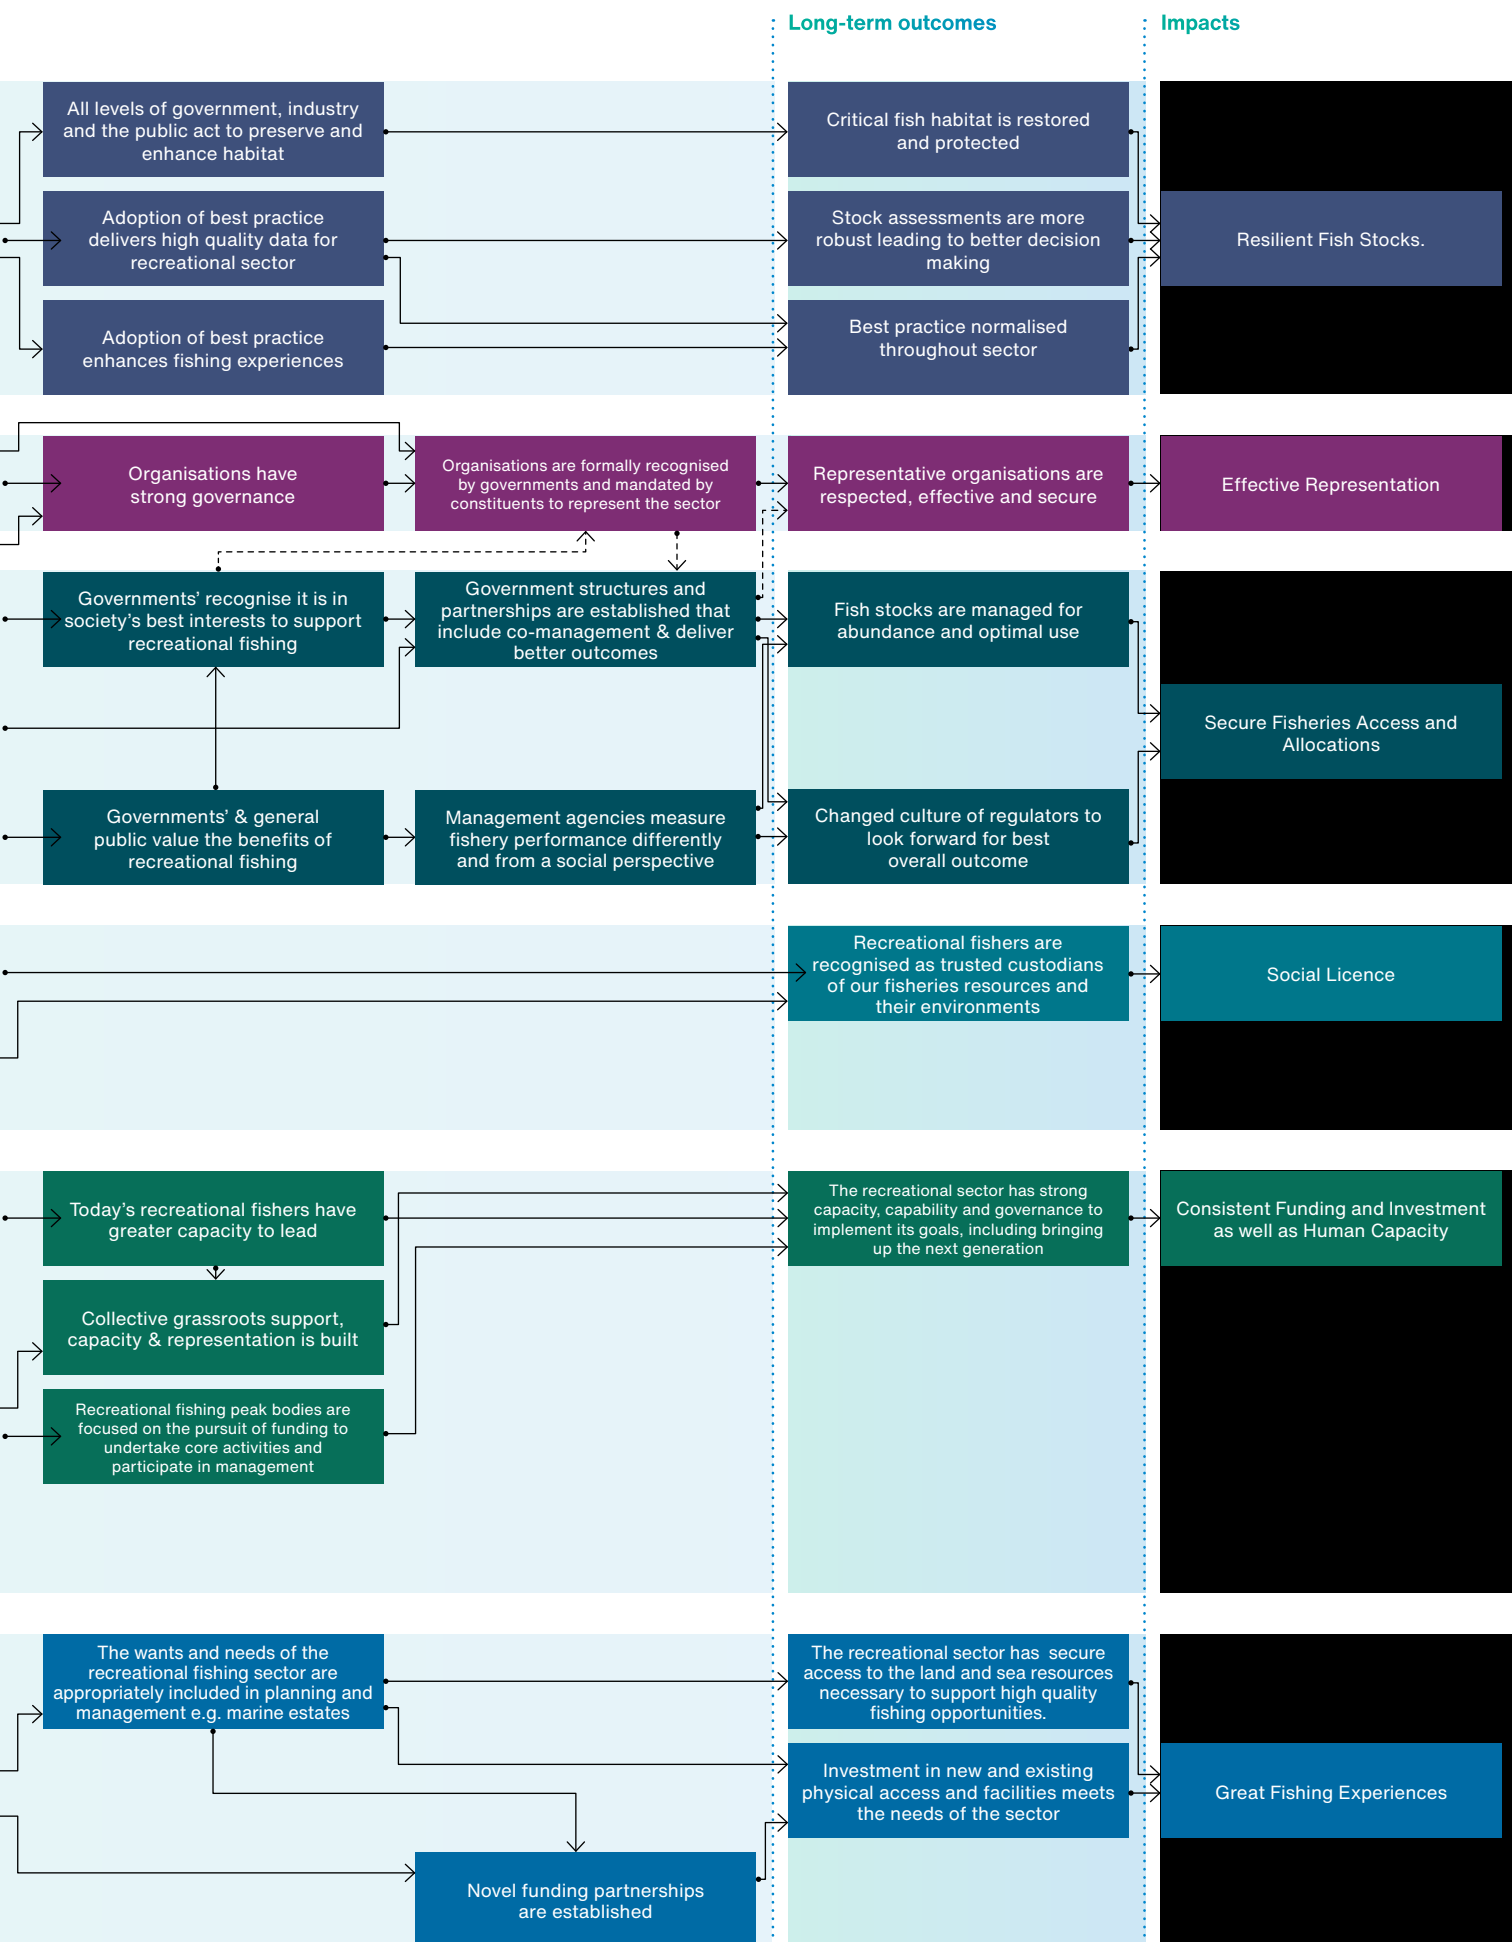 Long-term outcomes
Impacts
All levels of government, industry
and the public act to preserve and
enhance habitat
Critical fish habitat is restored
and protected
Adoption of best practice
delivers high quality data for
recreational sector
Stock assessments are more
robust leading to better decision
making
Resilient Fish Stocks.
Adoption of best practice
enhances fishing experiences
Best practice normalised
throughout sector
Organisations have
strong governance
Organisations are formally recognised
by governments and mandated by
constituents to represent the sector
Representative organisations are
respected, effective and secure
Effective Representation
Governments’ recognise it is in
society’s best interests to support
recreational fishing
Government structures and
partnerships are established that
include co-management & deliver
better outcomes
Fish stocks are managed for
abundance and optimal use
Secure Fisheries Access and
Allocations
Governments’ & general
public value the benefits of
recreational fishing
Management agencies measure
fishery performance differently
and from a social perspective
Changed culture of regulators to
look forward for best
overall outcome
Recreational fishers are
recognised as trusted custodians
of our fisheries resources and
their environments
Social Licence
Today’s recreational fishers have
greater capacity to lead
The recreational sector has strong
capacity, capability and governance to
implement its goals, including bringing
up the next generation
Consistent Funding and Investment
as well as Human Capacity
Collective grassroots support,
capacity & representation is built
Recreational fishing peak bodies are
focused on the pursuit of funding to
undertake core activities and
participate in management
The wants and needs of the
recreational fishing sector are
appropriately included in planning and
management e.g. marine estates
The recreational sector has secure
access to the land and sea resources
necessary to support high quality
fishing opportunities.
Investment in new and existing
physical access and facilities meets
the needs of the sector
Great Fishing Experiences
Novel funding partnerships
are established